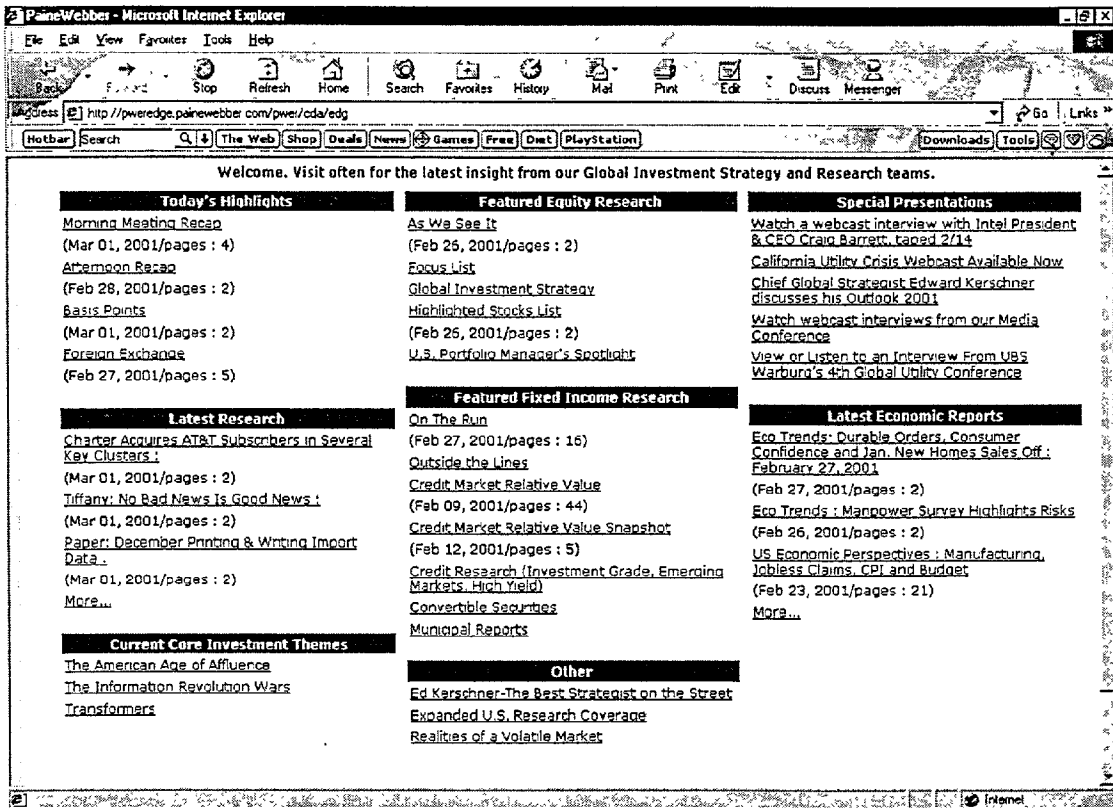 PaineWebber - Microsoft Internet Explorer
File Edit View Favorites Tools Help
Back Forward Stop Refresh Home Search Favorites History Mail Print Edit Discuss Messenger
Address http://pweredge.painewebber.com/pwer/cda/edg Go Links »
Hotbar Search The Web Shop Deals News Games Free Diet PlayStation Downloads Tools
Welcome. Visit often for the latest insight from our Global Investment Strategy and Research teams.
Today's Highlights
Morning Meeting Recap
(Mar 01, 2001/pages : 4)
Afternoon Recap
(Feb 28, 2001/pages : 2)
Basis Points
(Mar 01, 2001/pages : 2)
Foreign Exchange
(Feb 27, 2001/pages : 5)
Latest Research
Charter Acquires AT&T Subscribers in Several
Key Clusters :
(Mar 01, 2001/pages : 2)
Tiffany: No Bad News Is Good News :
(Mar 01, 2001/pages : 2)
Paper: December Printing & Writing Import
Data .
(Mar 01, 2001/pages : 2)
More...
Current Core Investment Themes
The American Age of Affluence
The Information Revolution Wars
Transformers
Featured Equity Research
As We See It
(Feb 26, 2001/pages : 2)
Focus List
Global Investment Strategy
Highlighted Stocks List
(Feb 26, 2001/pages : 2)
U.S. Portfolio Manager's Spotlight
Featured Fixed Income Research
On The Run
(Feb 27, 2001/pages : 16)
Outside the Lines
Credit Market Relative Value
(Feb 09, 2001/pages : 44)
Credit Market Relative Value Snapshot
(Feb 12, 2001/pages : 5)
Credit Research (Investment Grade, Emerging
Markets, High Yield)
Convertible Securities
Municipal Reports
Other
Ed Kerschner-The Best Strategist on the Street
Expanded U.S. Research Coverage
Realities of a Volatile Market
Special Presentations
Watch a webcast interview with Intel President
& CEO Craig Barrett, taped 2/14
California Utility Crisis Webcast Available Now
Chief Global Strategist Edward Kerschner
discusses his Outlook 2001
Watch webcast interviews from our Media
Conference
View or Listen to an Interview From UBS
Warburg's 4th Global Utility Conference
Latest Economic Reports
Eco Trends: Durable Orders, Consumer
Confidence and Jan. New Homes Sales Off :
February 27, 2001
(Feb 27, 2001/pages : 2)
Eco Trends : Manpower Survey Highlights Risks
(Feb 26, 2001/pages : 2)
US Economic Perspectives : Manufacturing,
Jobless Claims, CPI and Budget
(Feb 23, 2001/pages : 21)
More...
Internet